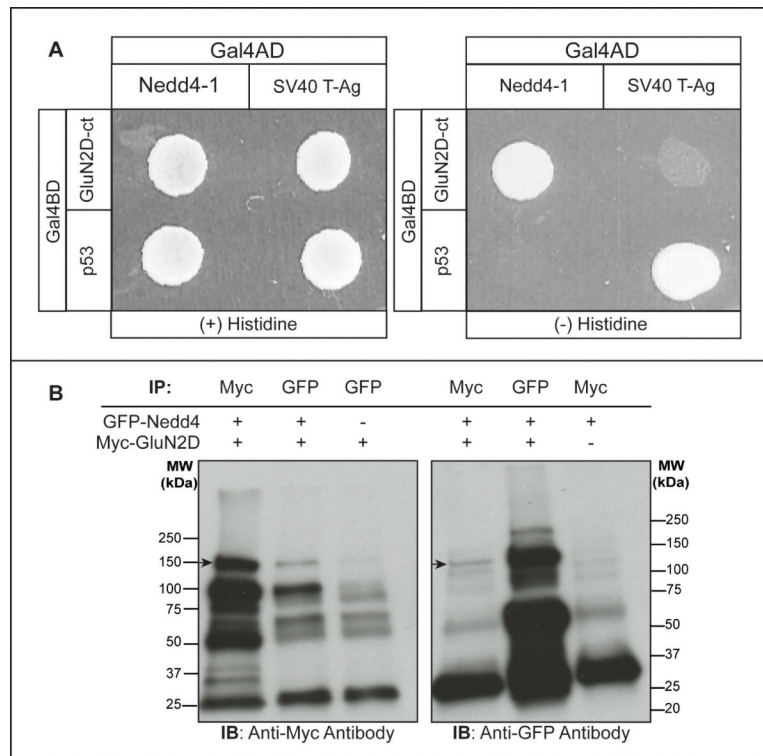 A
Gal4AD
Nedd4-1 SV40 T-Ag
Gal4BD
GluN2D-ct
p53
(+) Histidine
Gal4AD
Nedd4-1 SV40 T-Ag
Gal4BD
GluN2D-ct
p53
(-) Histidine
B
IP: Myc GFP GFP Myc GFP Myc
GFP-Nedd4 + + - + + +
Myc-GluN2D + + + + + -
MW
(kDa)
250
150
100
75
50
37
25
IB: Anti-Myc Antibody
MW
(kDa)
250
150
100
75
50
37
25
20
IB: Anti-GFP Antibody